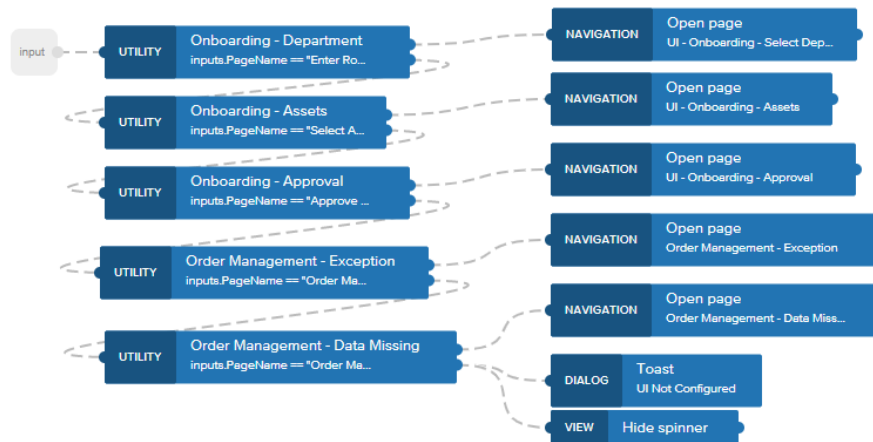 input
UTILITY
Onboarding - Department
inputs.PageName == "Enter Ro...
NAVIGATION
Open page
UI - Onboarding - Select Dep...
UTILITY
Onboarding - Assets
inputs.PageName == "Select A...
NAVIGATION
Open page
UI - Onboarding - Assets
UTILITY
Onboarding - Approval
inputs.PageName == "Approve ...
NAVIGATION
Open page
UI - Onboarding - Approval
UTILITY
Order Management - Exception
inputs.PageName == "Order Ma...
NAVIGATION
Open page
Order Management - Exception
UTILITY
Order Management - Data Missing
inputs.PageName == "Order Ma...
NAVIGATION
Open page
Order Management - Data Miss...
DIALOG
Toast
UI Not Configured
VIEW
Hide spinner